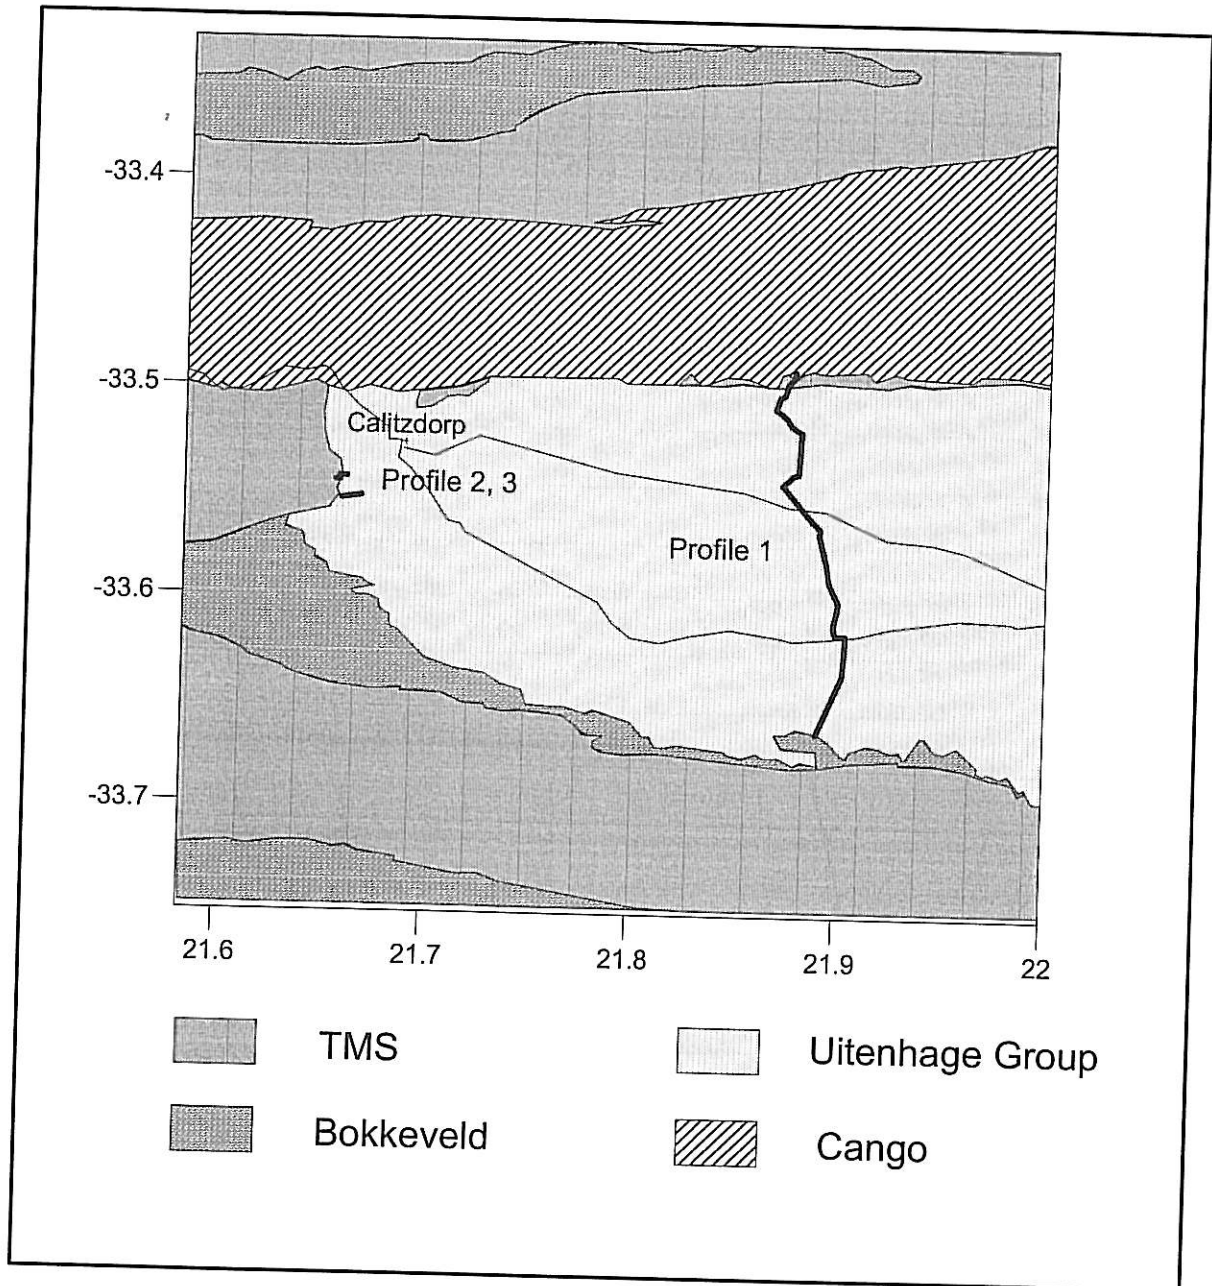 -33.4
-33.5
Calitzdorp
Profile 2, 3
Profile 1
-33.6
-33.7
21.6
21.7
21.8
21.9
22
TMS
Uitenhage Group
Bokkeveld
Cango